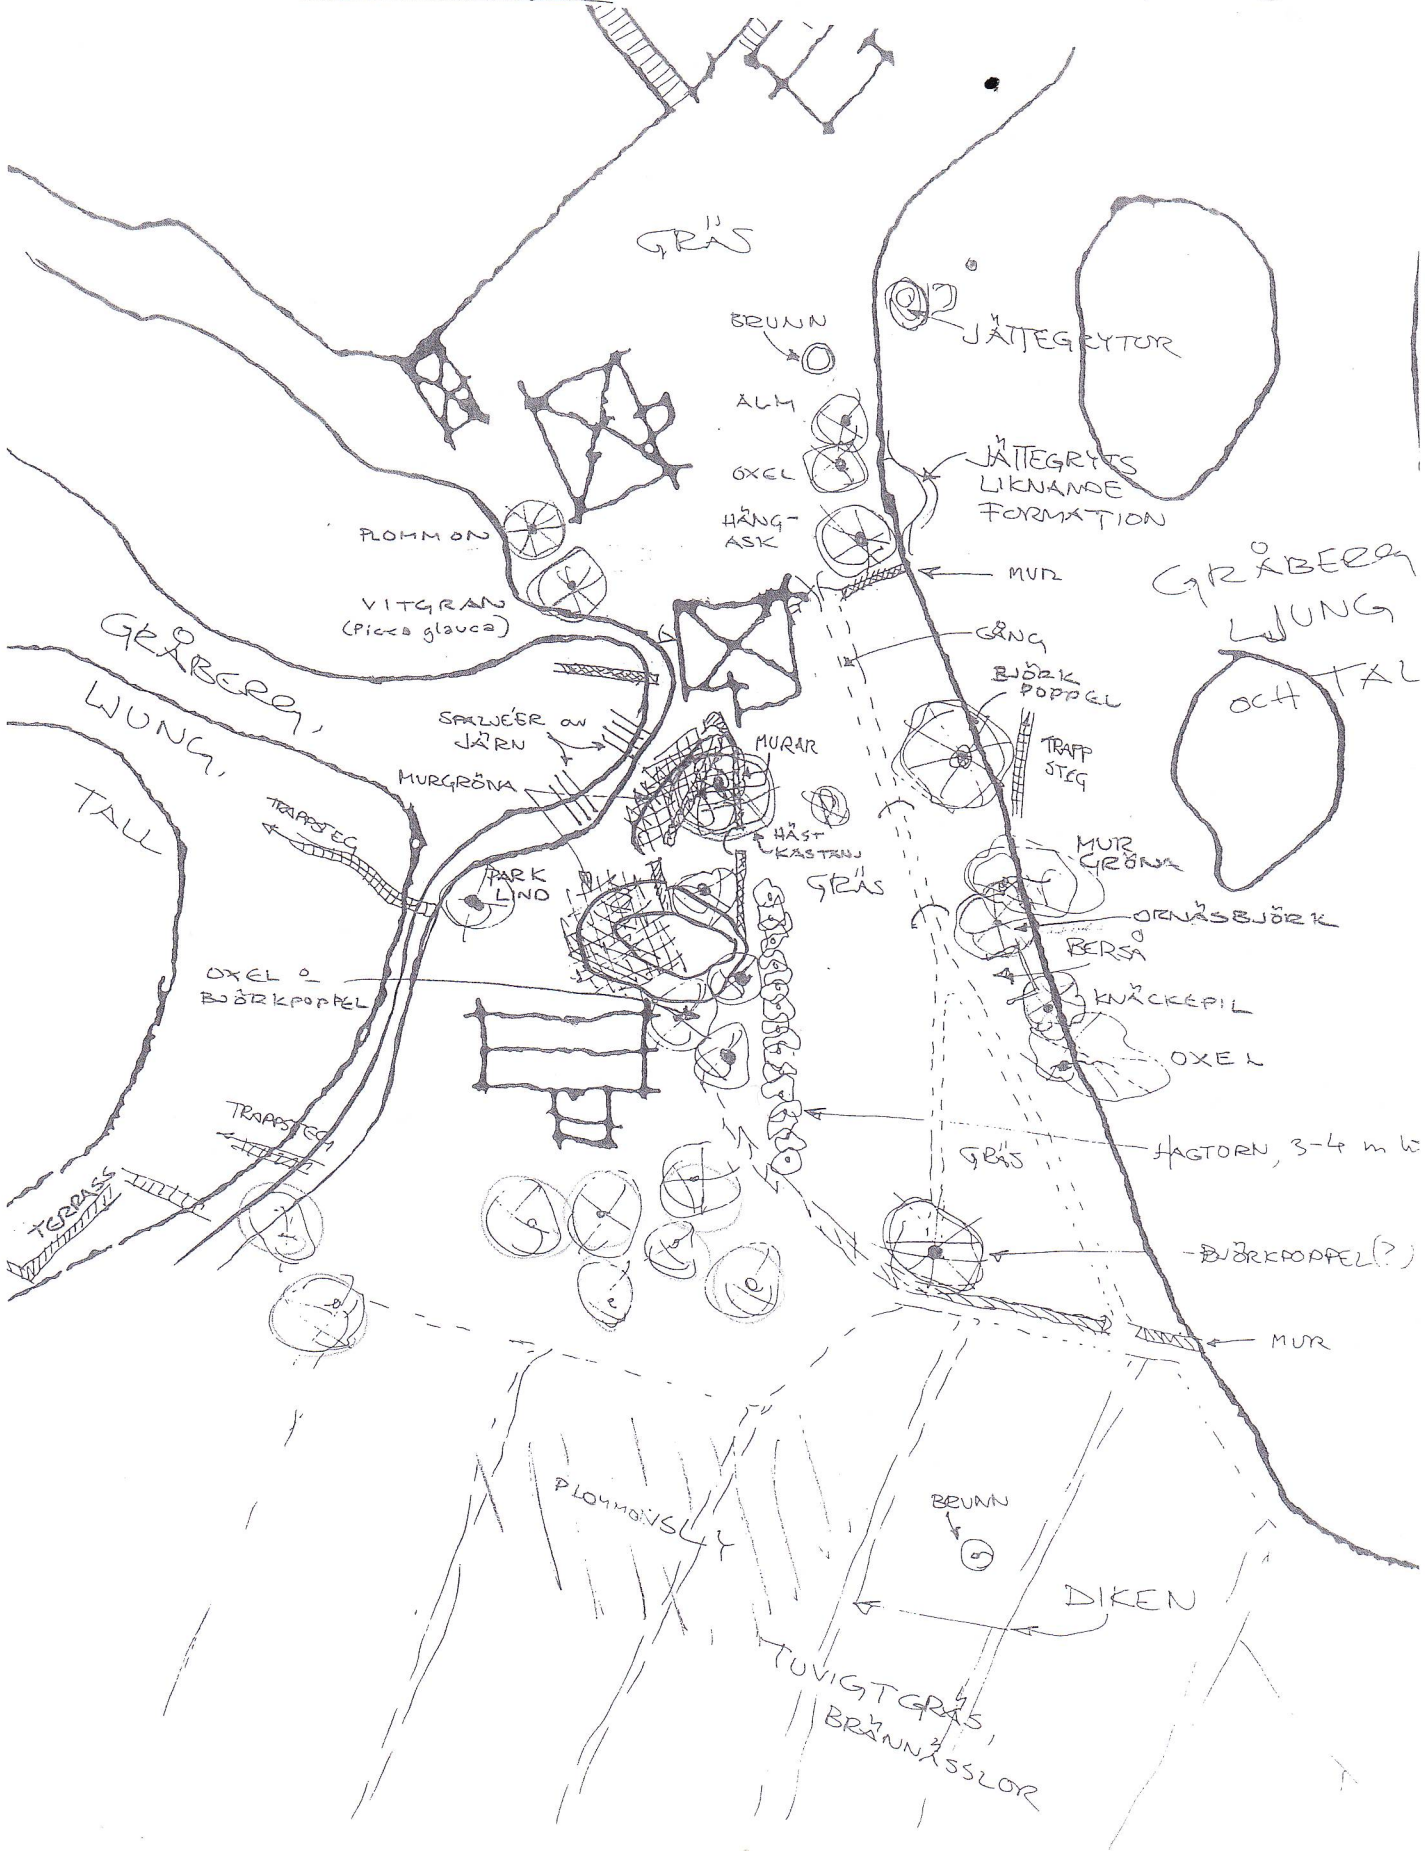 GRÄS
BRUNN
JÄTTEGRYTOR
ALM
OXEL
JÄTTEGRYTS
LIKNANDE
FORMATION
HÄNG-
ASK
PLOMMON
MUR
GRÅBERG
LJUNG
OCH TAL
VITGRAN
(Picea glauca)
GÅNG
GRÅBERG,
LJUNG,
TALL
BJÖRK
POPPEL
SPALJÉER av
JÄRN
MURAR
TRAPP
STEG
MURGRÖNA
TRAPPSTEG
HÄST
KASTANJ
MUR
GRÖNA
PARK
LIND
GRÄS
ORNÄSBJÖRK
BERSÅ
OXEL o
BJÖRKPOPPEL
KNÄCKEPIL
OXEL
TRAPPSTEG
HAGTORN, 3-4 m
GRÄS
TERRASS
BJÖRKPOPPEL(?)
MUR
PLOMMONSLY
BRUNN
DIKEN
TUVIGT GRÄS,
BRÄNNÄSSLOR